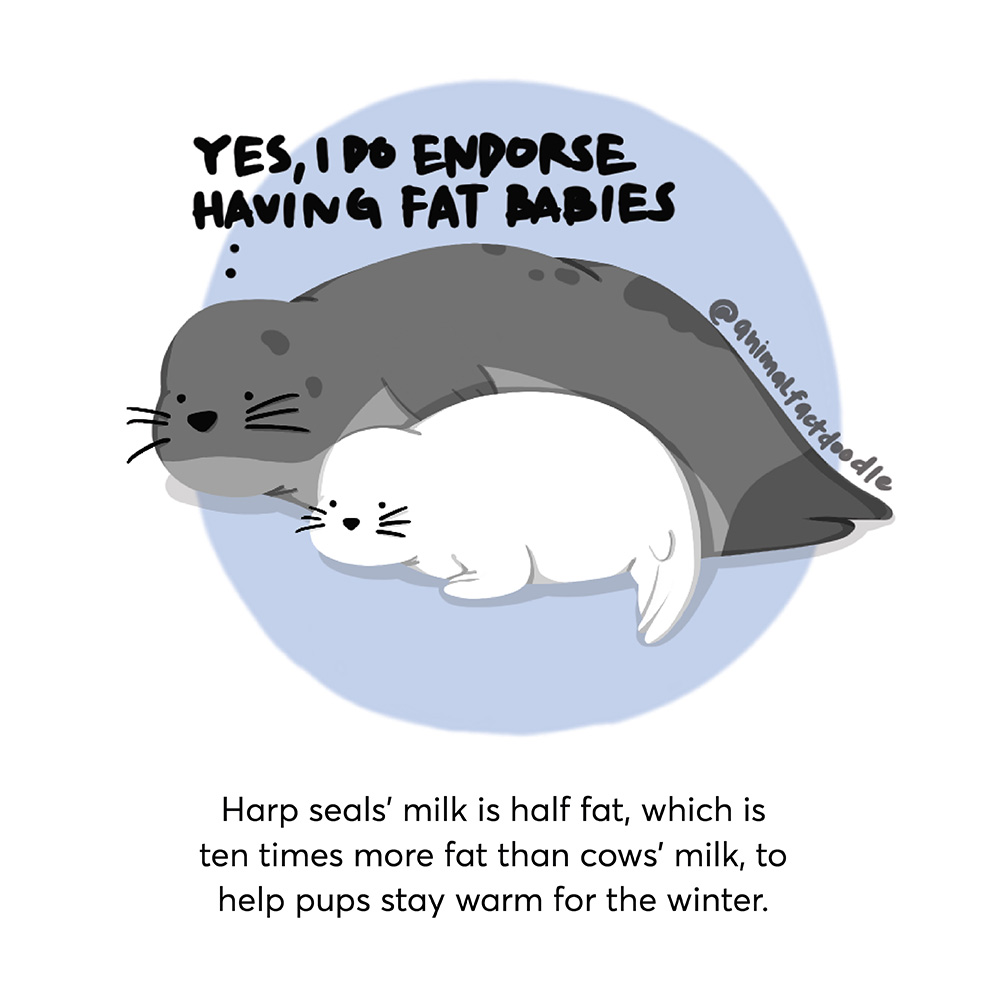 YES, I DO ENDORSE
HAVING FAT BABIES
@animalfactdoodle
Harp seals’ milk is half fat, which is
ten times more fat than cows’ milk, to
help pups stay warm for the winter.